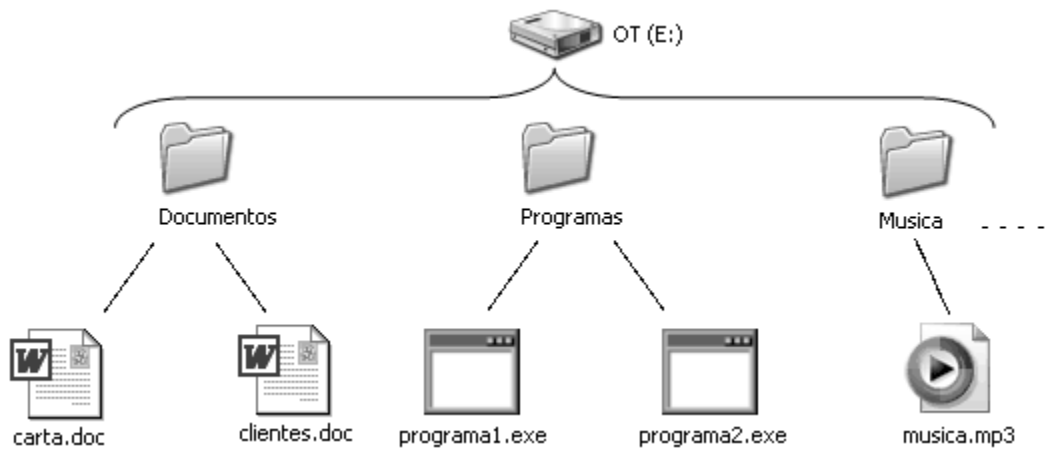 OT (E:)
Documentos
Programas
Musica - - - -
W
W
carta.doc
clientes.doc
programa1.exe
programa2.exe
musica.mp3